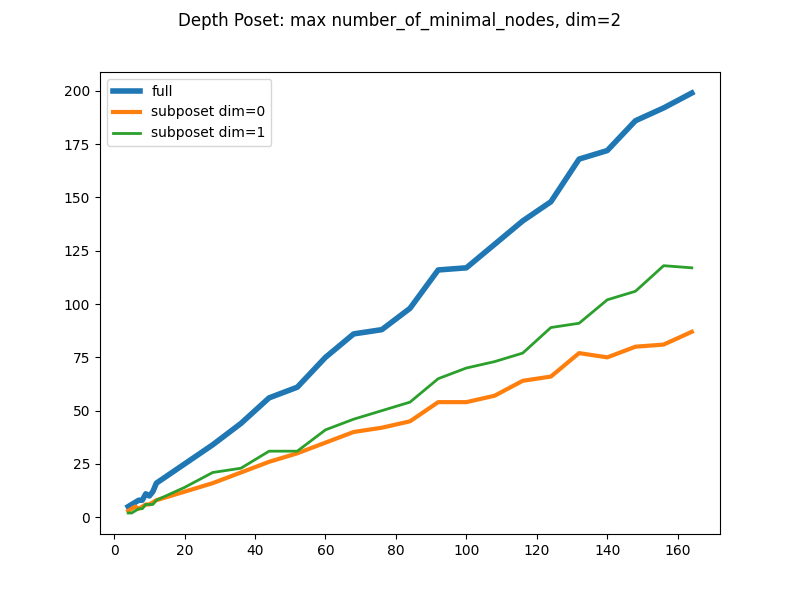 Depth Poset: max number_of_minimal_nodes, dim=2
full
subposet dim=0
subposet dim=1
200
175
150
125
100
75
50
25
0
0 20 40 60 80 100 120 140 160